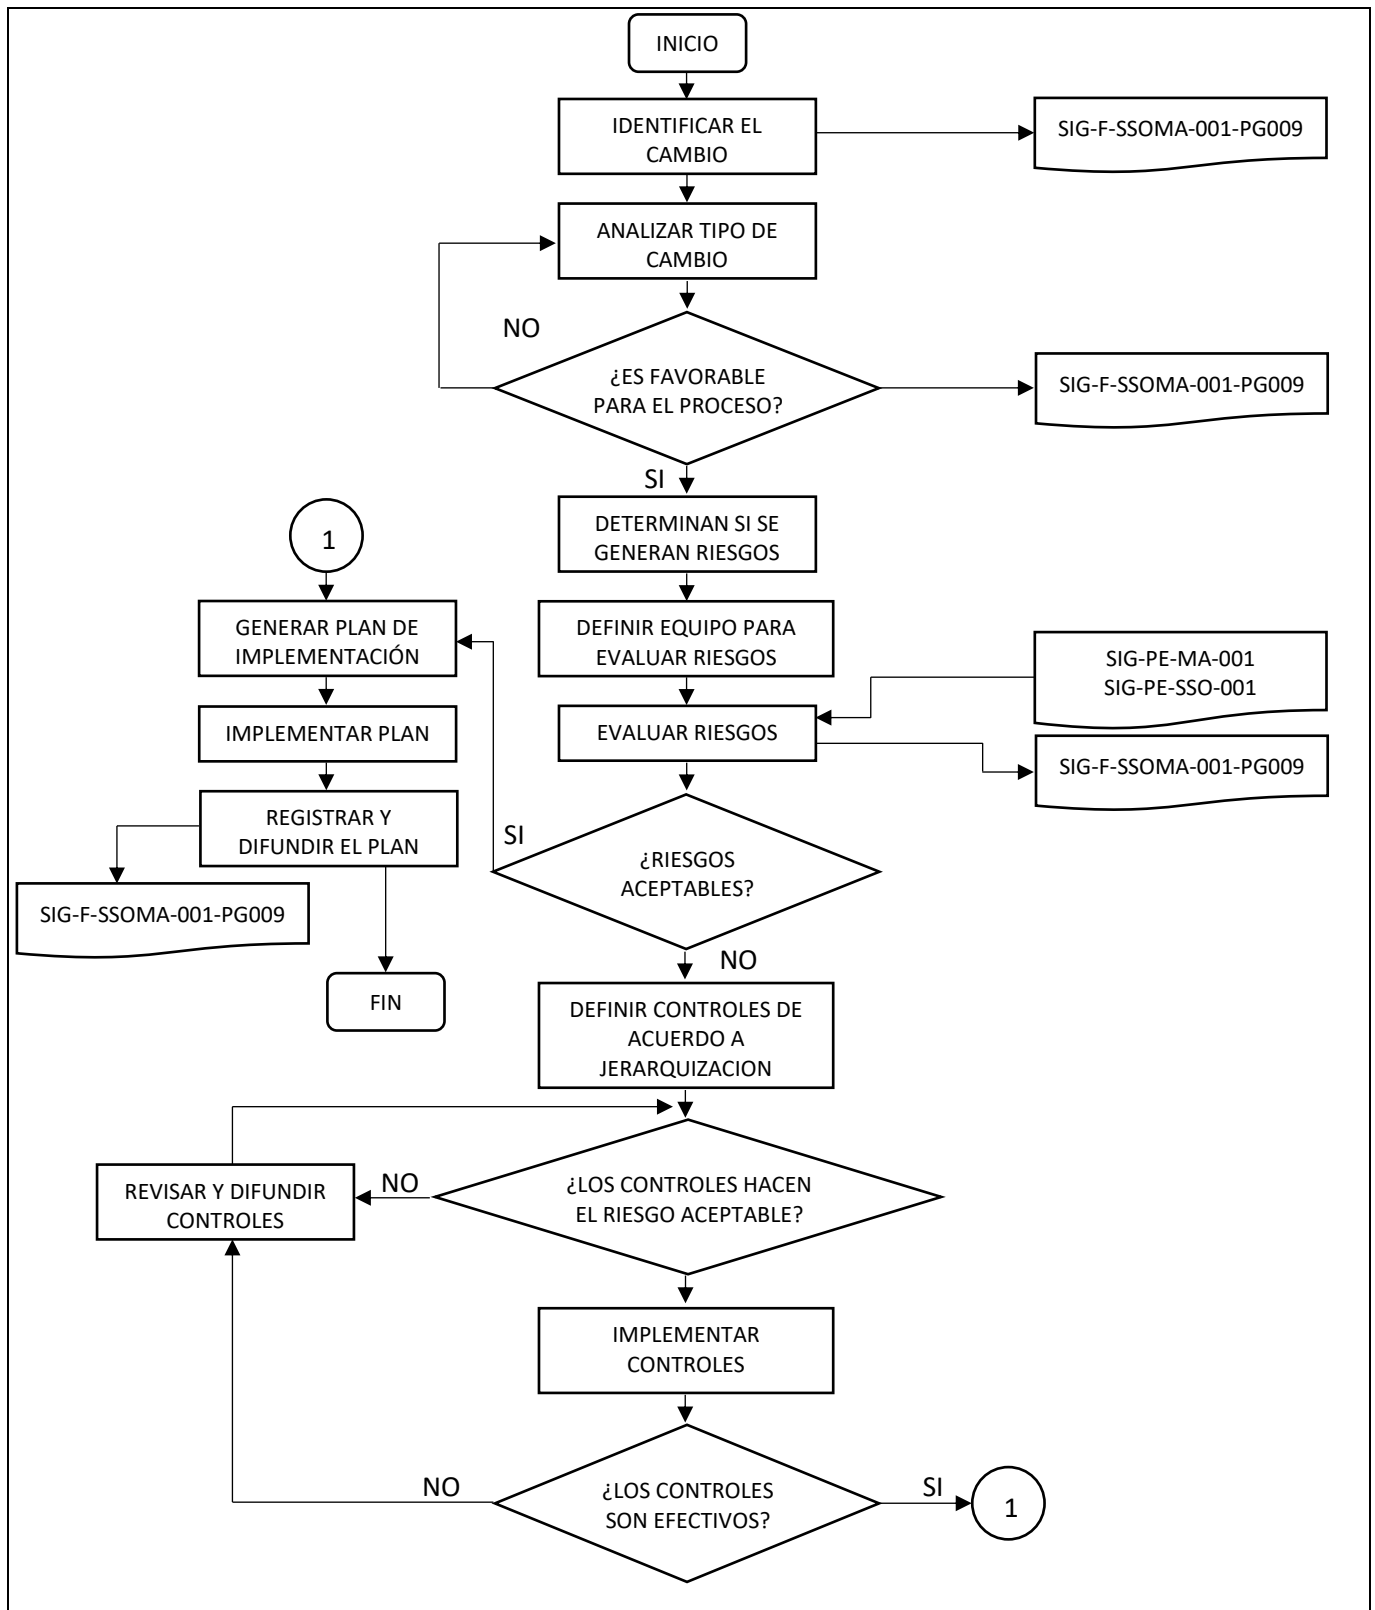 INICIO
IDENTIFICAR EL
CAMBIO
SIG-F-SSOMA-001-PG009
ANALIZAR TIPO DE
CAMBIO
NO
¿ES FAVORABLE
PARA EL PROCESO?
SIG-F-SSOMA-001-PG009
SI
DETERMINAN SI SE
GENERAN RIESGOS
1
GENERAR PLAN DE
IMPLEMENTACIÓN
DEFINIR EQUIPO PARA
EVALUAR RIESGOS
SIG-PE-MA-001
SIG-PE-SSO-001
IMPLEMENTAR PLAN
EVALUAR RIESGOS
SIG-F-SSOMA-001-PG009
REGISTRAR Y
DIFUNDIR EL PLAN
SI
¿RIESGOS
ACEPTABLES?
SIG-F-SSOMA-001-PG009
NO
FIN
DEFINIR CONTROLES DE
ACUERDO A
JERARQUIZACION
REVISAR Y DIFUNDIR
CONTROLES
NO
¿LOS CONTROLES HACEN
EL RIESGO ACEPTABLE?
IMPLEMENTAR
CONTROLES
NO
¿LOS CONTROLES
SON EFECTIVOS?
SI
1